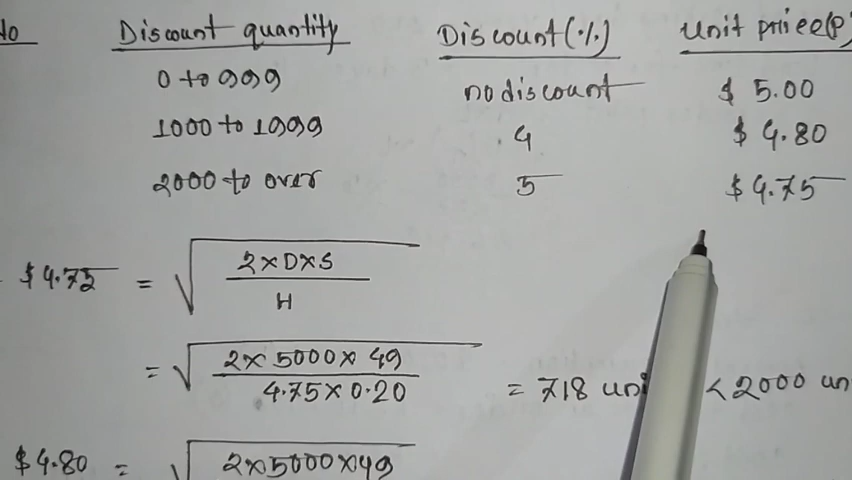 No Discount quantity Discount(%) Unit price(P)
0 to 999 no discount $ 5.00
1000 to 1999 4 $ 4.80
2000 to over 5 $ 4.75
$4.75 = √ 2×D×S
H
= √ 2×5000×49
4.75×0.20 = 718 < 2000
$4.80 = √ 2×5000×49